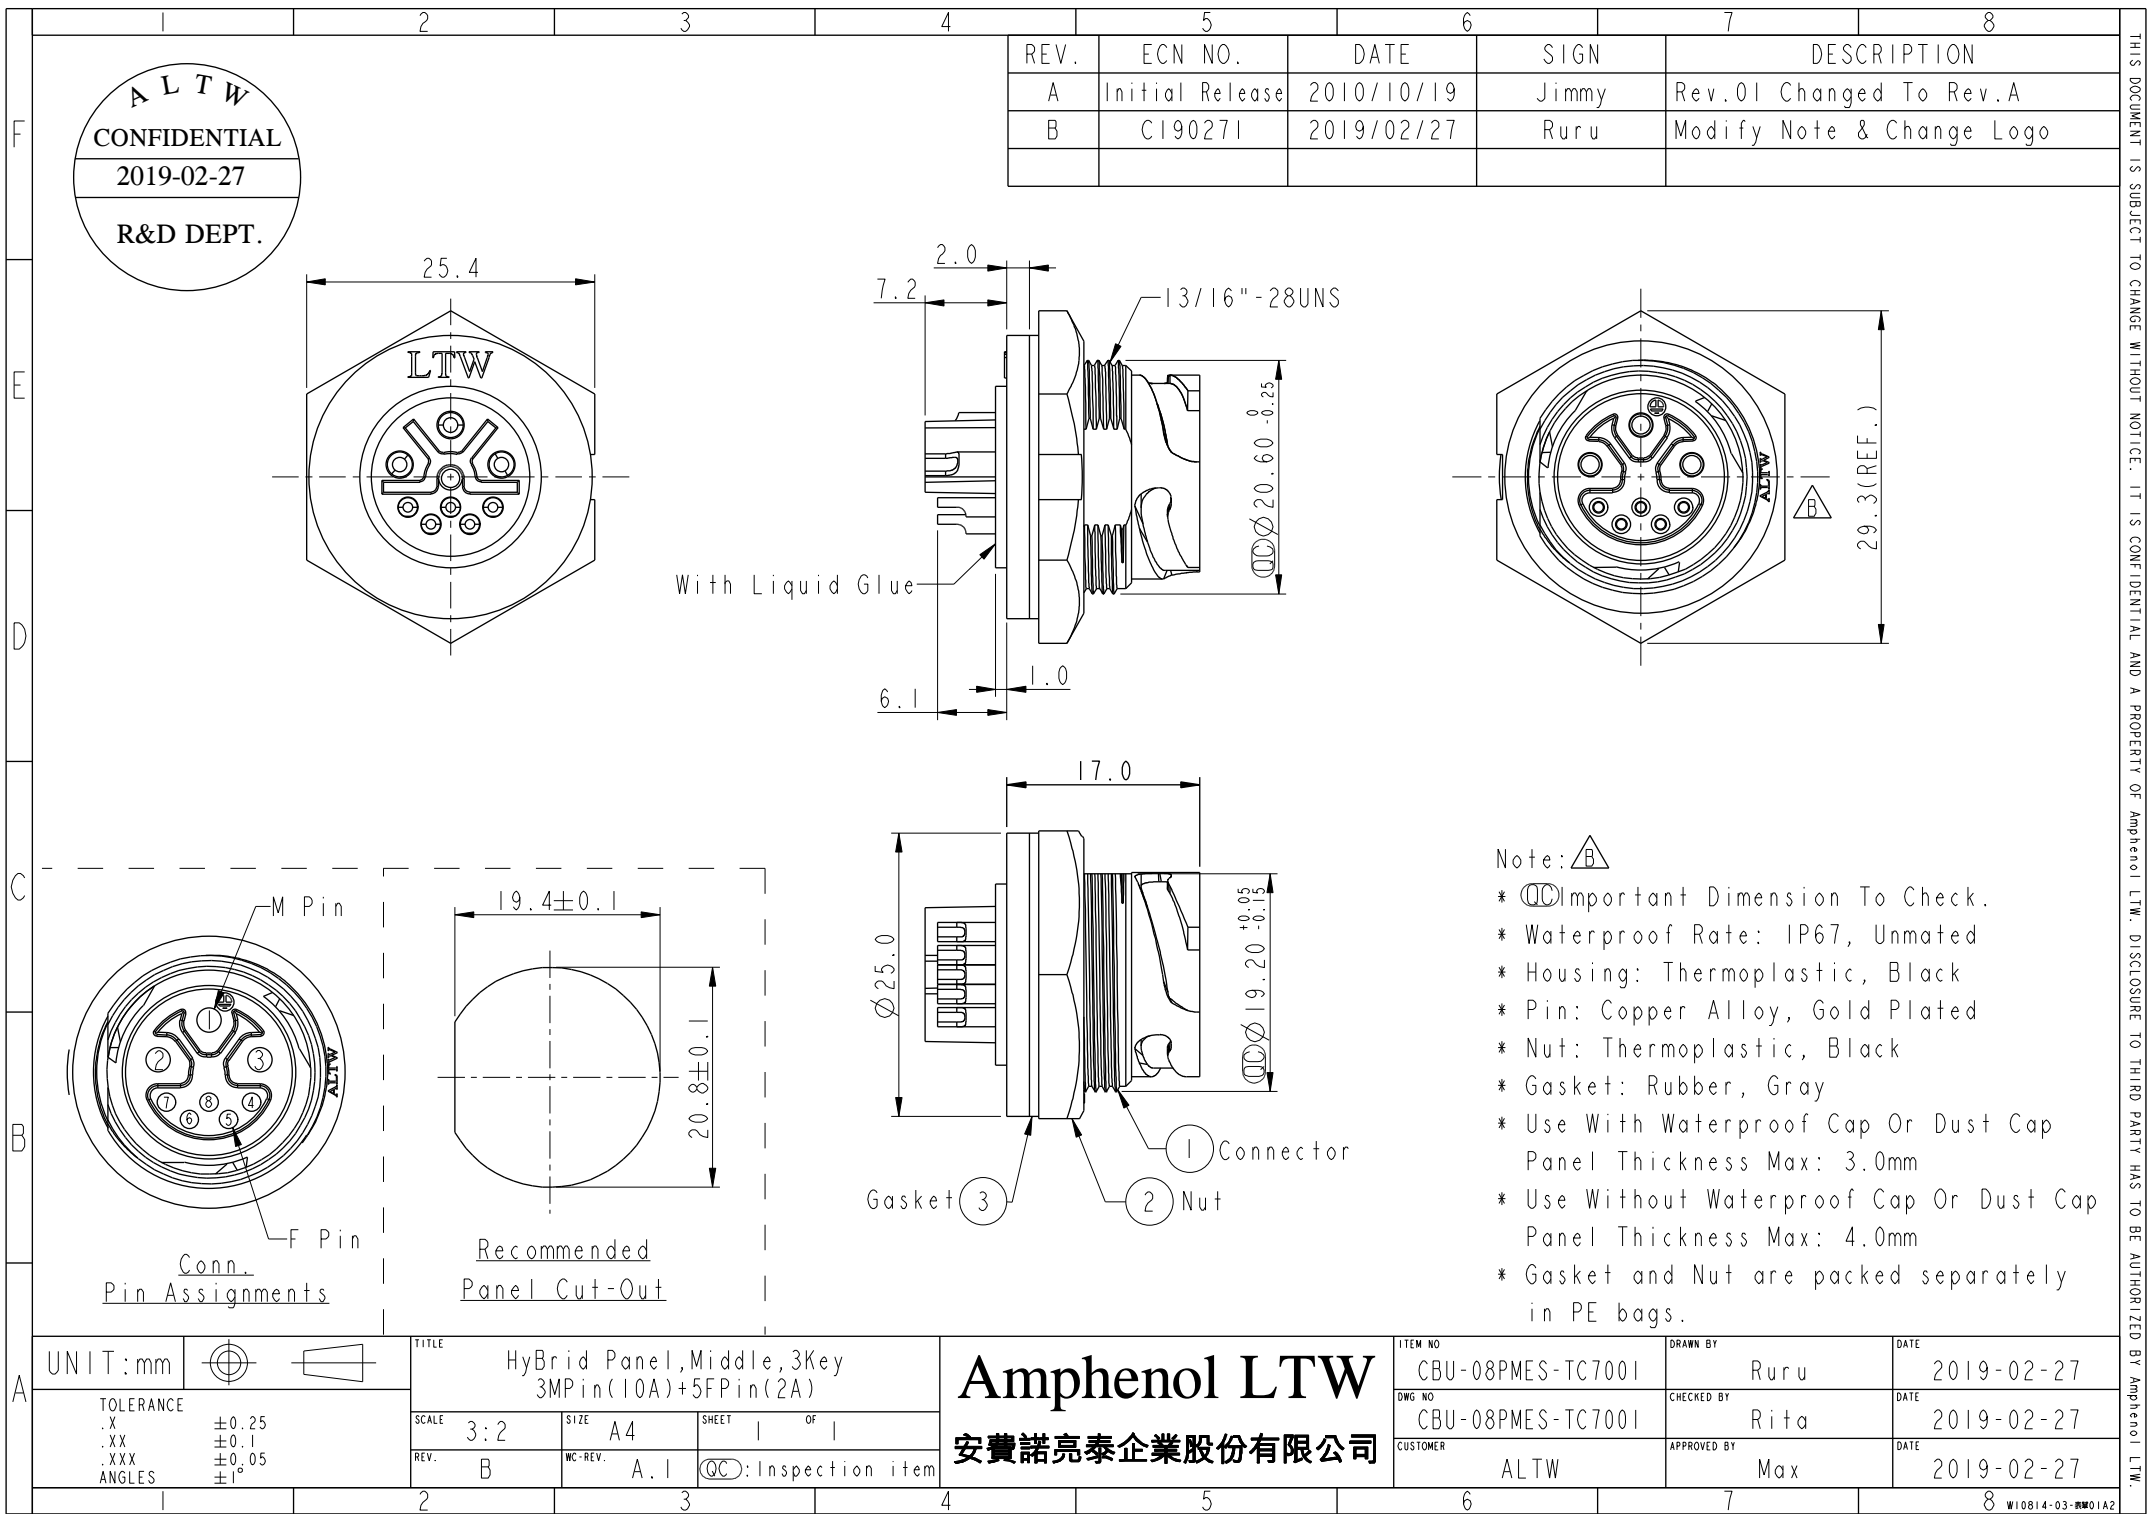 1 2 3 4 5 6 7 8
REV. ECN NO. DATE SIGN DESCRIPTION
A Initial Release 2010/10/19 Jimmy Rev.01 Changed To Rev.A
B C190271 2019/02/27 Ruru Modify Note & Change Logo
ALTW
CONFIDENTIAL
2019-02-27
R&D DEPT.
F
E
D
C
B
A
25.4
LTW
2.0
7.2
13/16"-28UNS
QC Ø20.60 0 -0.25
With Liquid Glue
1.0
6.1
ALTW
B
29.3(REF.)
17.0
Ø25.0
QC Ø19.20 +0.05 -0.15
1 Connector
2 Nut
Gasket 3
M Pin
1
2 3
7 8 4
6 5
ALTW
F Pin
Conn.
Pin Assignments
19.4±0.1
20.8±0.1
Recommended
Panel Cut-Out
Note: B
* QC Important Dimension To Check.
* Waterproof Rate: IP67, Unmated
* Housing: Thermoplastic, Black
* Pin: Copper Alloy, Gold Plated
* Nut: Thermoplastic, Black
* Gasket: Rubber, Gray
* Use With Waterproof Cap Or Dust Cap
Panel Thickness Max: 3.0mm
* Use Without Waterproof Cap Or Dust Cap
Panel Thickness Max: 4.0mm
* Gasket and Nut are packed separately
in PE bags.
UNIT:mm
TOLERANCE
.X ±0.25
.XX ±0.1
.XXX ±0.05
ANGLES ±1°
TITLE
HyBrid Panel,Middle,3Key
3MPin(10A)+5FPin(2A)
SCALE 3:2 SIZE A4 SHEET 1 OF 1
REV. B WC-REV. A.1 QC:Inspection item
Amphenol LTW
安費諾亮泰企業股份有限公司
ITEM NO CBU-08PMES-TC7001 DRAWN BY Ruru DATE 2019-02-27
DWG NO CBU-08PMES-TC7001 CHECKED BY Rita DATE 2019-02-27
CUSTOMER ALTW APPROVED BY Max DATE 2019-02-27
1 2 3 4 5 6 7 8
THIS DOCUMENT IS SUBJECT TO CHANGE WITHOUT NOTICE. IT IS CONFIDENTIAL AND A PROPERTY OF Amphenol LTW. DISCLOSURE TO THIRD PARTY HAS TO BE AUTHORIZED BY Amphenol LTW.